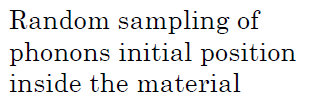 Random sampling of
phonons initial position
inside the material